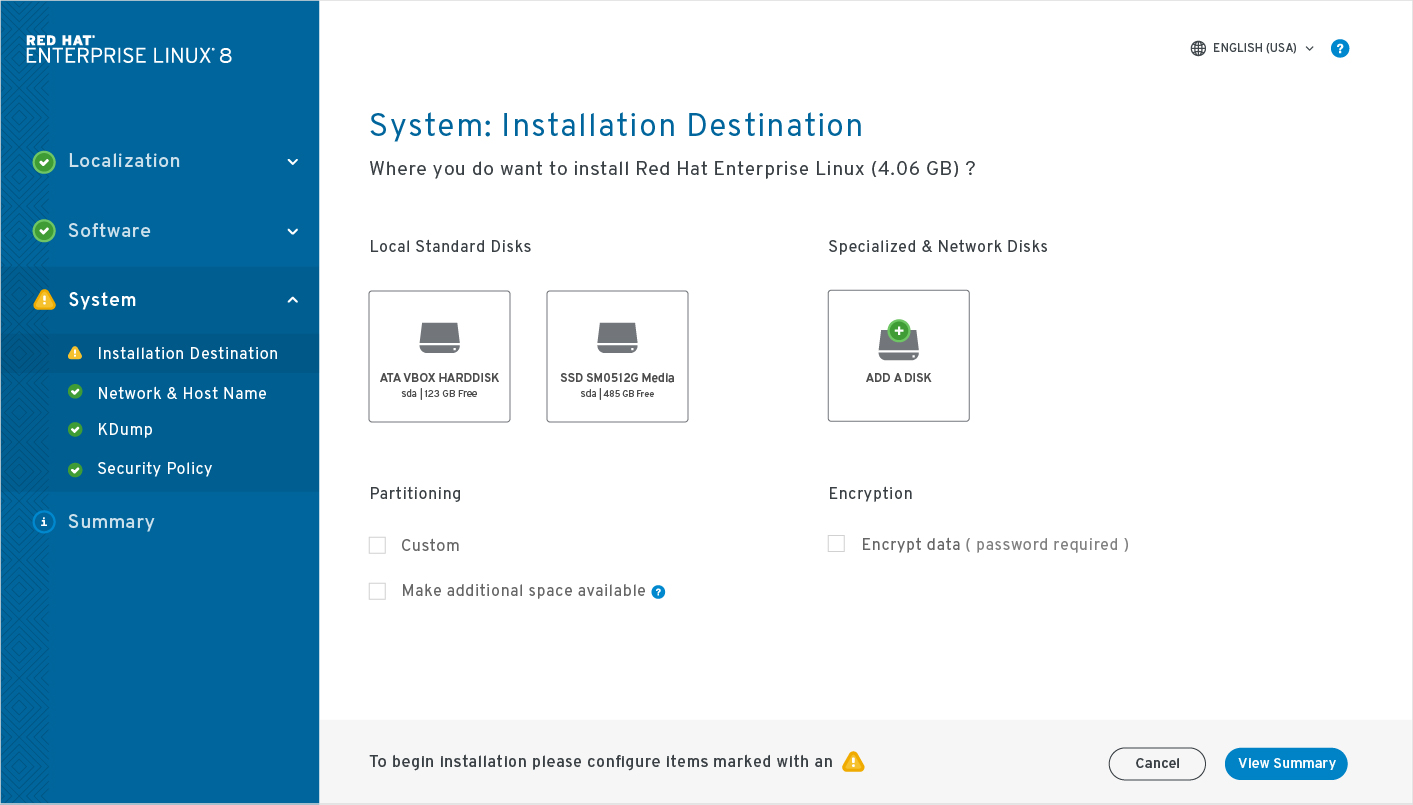 RED HAT
ENTERPRISE LINUX 8
Localization
Software
System
Installation Destination
Network & Host Name
KDump
Security Policy
Summary
ENGLISH (USA)
?
System: Installation Destination
Where you do want to install Red Hat Enterprise Linux (4.06 GB) ?
Local Standard Disks
ATA VBOX HARDDISK
sda | 123 GB Free
SSD SM0512G Media
sda | 485 GB Free
Specialized & Network Disks
ADD A DISK
Partitioning
Custom
Make additional space available ?
Encryption
Encrypt data ( password required )
To begin installation please configure items marked with an
Cancel
View Summary